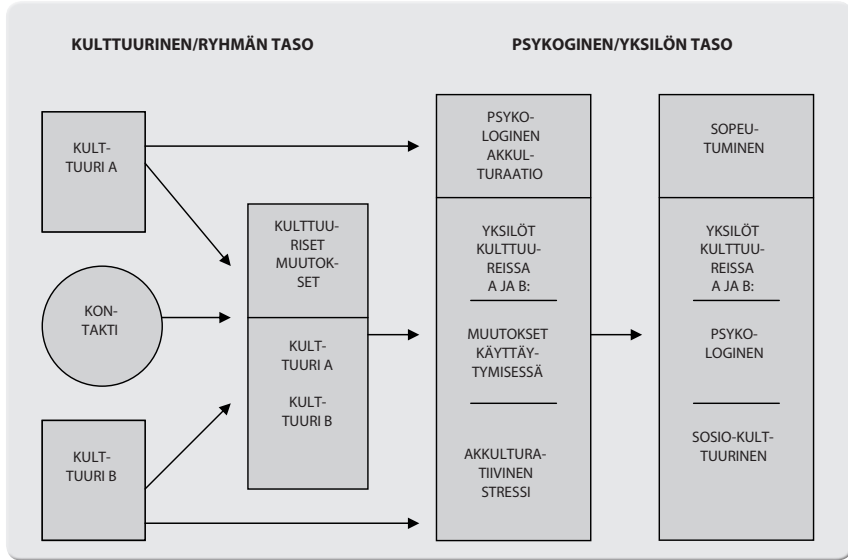 KULTTUURINEN/RYHMÄN TASO
PSYKOGINEN/YKSILÖN TASO
KULT-
TUURI A
KON-
TAKTI
KULT-
TUURI B
KULTTUU-
RISET
MUUTOK-
SET
KULT-
TUURI A
KULT-
TUURI B
PSYKO-
LOGINEN
AKKUL-
TURAATIO
YKSILÖT
KULTTUU-
REISSA
A JA B:
MUUTOKSET
KÄYTTÄY-
TYMISESSÄ
AKKULTURA-
TIIVINEN
STRESSI
SOPEU-
TUMINEN
YKSILÖT
KULTTUU-
REISSA
A JA B:
PSYKO-
LOGINEN
SOSIO-KULT-
TUURINEN